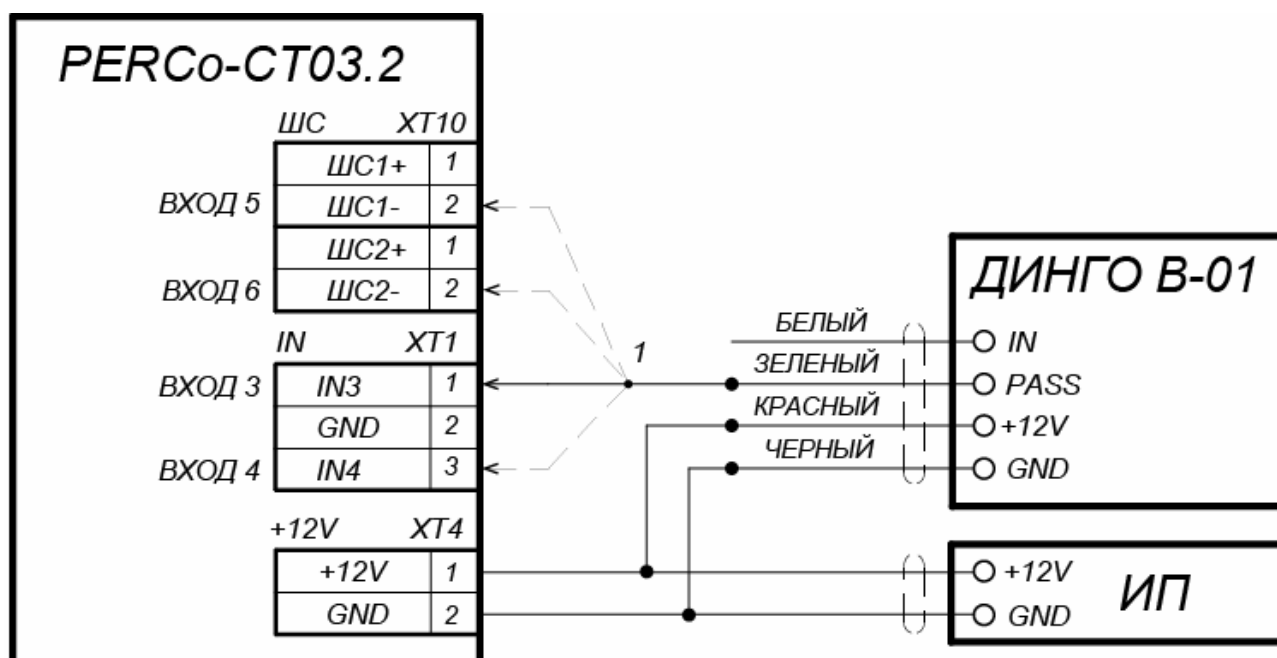 PERCo-CT03.2
ШС XT10
ШС1+ 1
ВХОД 5 ШС1- 2
ШС2+ 1
ВХОД 6 ШС2- 2
IN XT1
ВХОД 3 IN3 1
GND 2
ВХОД 4 IN4 3
+12V XT4
+12V 1
GND 2
1
БЕЛЫЙ
ЗЕЛЕНЫЙ
КРАСНЫЙ
ЧЕРНЫЙ
ДИНГО В-01
IN
PASS
+12V
GND
+12V
GND
ИП